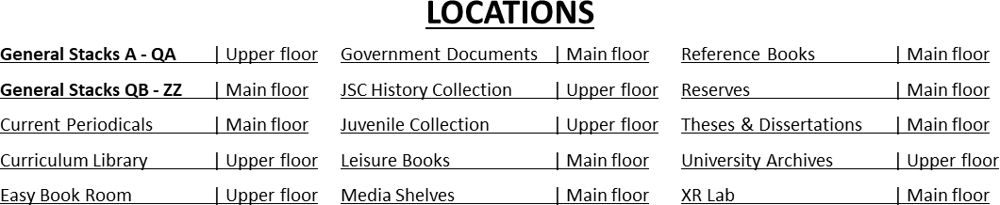 LOCATIONS
General Stacks A - QA | Upper floor
General Stacks QB - ZZ | Main floor
Current Periodicals | Main floor
Curriculum Library | Upper floor
Easy Book Room | Upper floor
Government Documents | Main floor
JSC History Collection | Upper floor
Juvenile Collection | Upper floor
Leisure Books | Main floor
Media Shelves | Main floor
Reference Books | Main floor
Reserves | Main floor
Theses & Dissertations | Main floor
University Archives | Upper floor
XR Lab | Main floor